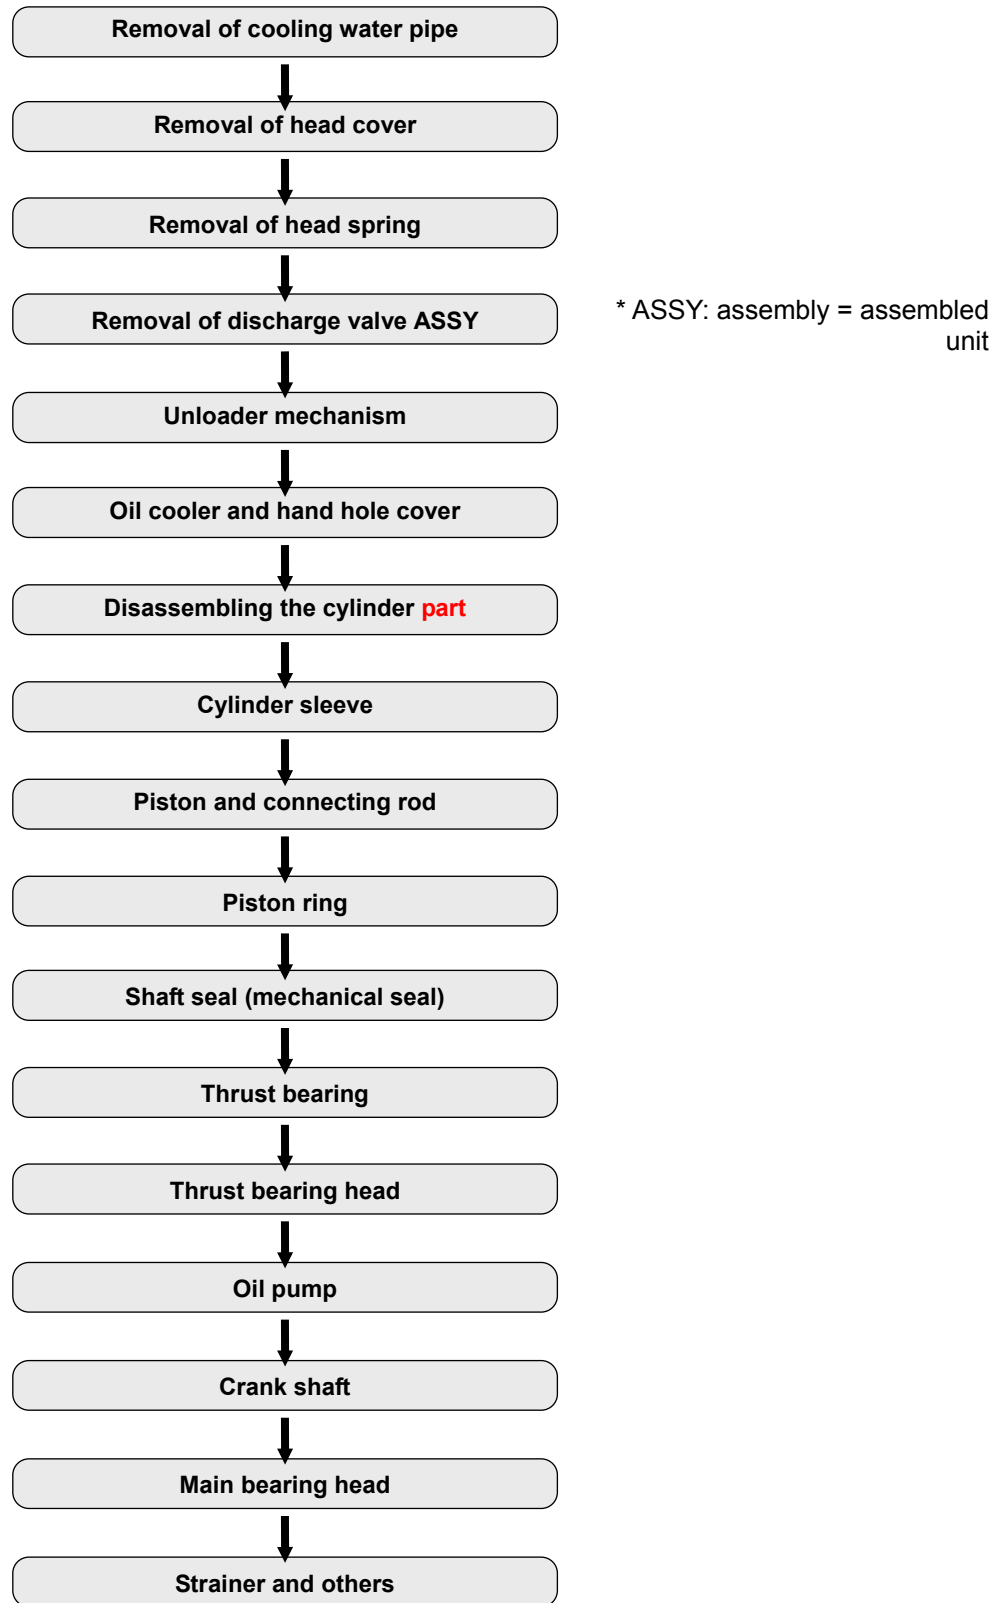 Removal of cooling water pipe
Removal of head cover
Removal of head spring
Removal of discharge valve ASSY
* ASSY: assembly = assembled
unit
Unloader mechanism
Oil cooler and hand hole cover
Disassembling the cylinder part
Cylinder sleeve
Piston and connecting rod
Piston ring
Shaft seal (mechanical seal)
Thrust bearing
Thrust bearing head
Oil pump
Crank shaft
Main bearing head
Strainer and others